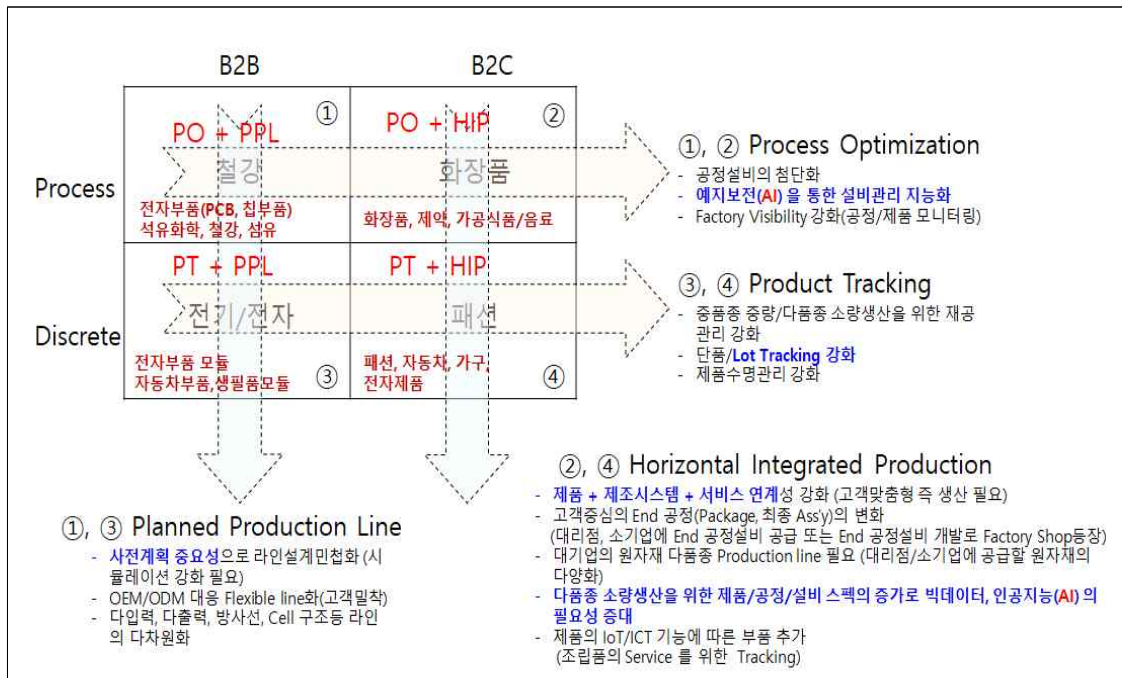 B2B
B2C
①
②
PO + PPL
PO + HIP
Process
철강
화장품
전자부품(PCB, 칩부품)
석유화학, 철강, 섬유
화장품, 제약, 가공식품/음료
①, ② Process Optimization
- 공정설비의 첨단화
- 예지보전(AI) 을 통한 설비관리 지능화
- Factory Visibility 강화(공정/제품 모니터링)
PT + PPL
PT + HIP
Discrete
전기/전자
패션
전자부품 모듈
자동차부품,생필품모듈
③
패션, 자동차, 가구,
전자제품
④
③, ④ Product Tracking
- 중품종 중량/다품종 소량생산을 위한 재공
관리 강화
- 단품/Lot Tracking 강화
- 제품수명관리 강화
①, ③ Planned Production Line
- 사전계획 중요성으로 라인설계민첩화 (시
뮬레이션 강화 필요)
- OEM/ODM 대응 Flexible line화(고객밀착)
- 다입력, 다출력, 방사선, Cell 구조등 라인
의 다차원화
②, ④ Horizontal Integrated Production
- 제품 + 제조시스템 + 서비스 연계성 강화 (고객맞춤형 즉 생산 필요)
- 고객중심의 End 공정(Package, 최종 Ass'y)의 변화
(대리점, 소기업에 End 공정설비 공급 또는 End 공정설비 개발로 Factory Shop등장)
- 대기업의 원자재 다품종 Production line 필요 (대리점/소기업에 공급할 원자재의
다양화)
- 다품종 소량생산을 위한 제품/공정/설비 스펙의 증가로 빅데이터, 인공지능(AI) 의
필요성 증대
- 제품의 IoT/ICT 기능에 따른 부품 추가
(조립품의 Service 를 위한 Tracking)